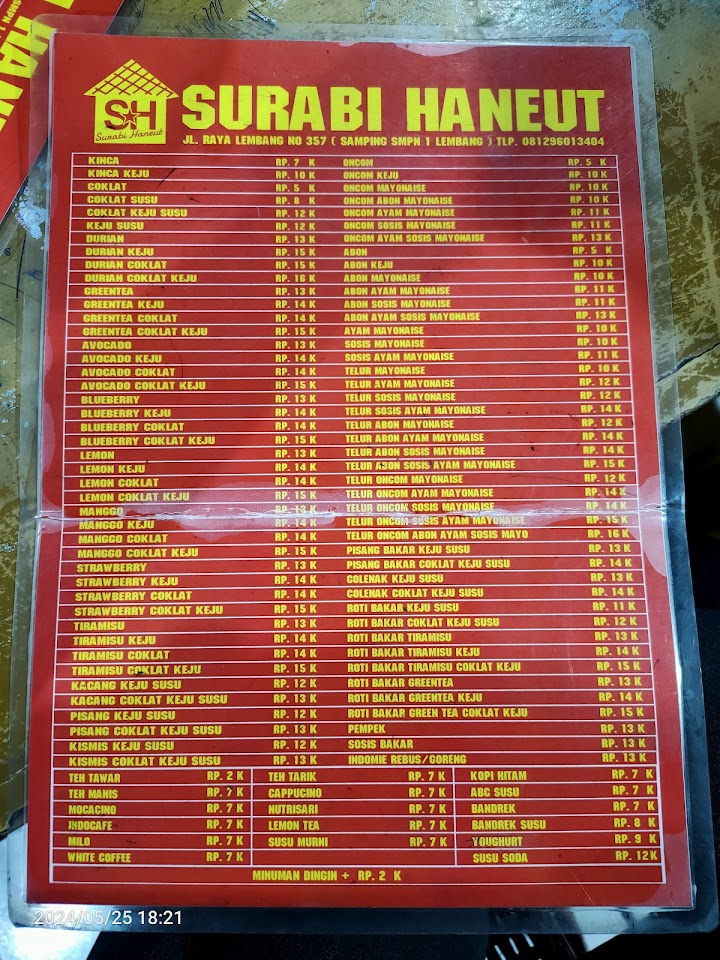 SH
Surabi Haneut
SURABI HANEUT
JL. RAYA LEMBANG NO 357 ( SAMPING SMPN 1 LEMBANG ) TLP. 081296013404
KINCA RP. 7 K ONCOM RP. 5 K
KINCA KEJU RP. 10 K ONCOM KEJU RP. 10 K
COKLAT RP. 5 K ONCOM MAYONAISE RP. 10 K
COKLAT SUSU RP. 8 K ONCOM ABON MAYONAISE RP. 10 K
COKLAT KEJU SUSU RP. 12 K ONCOM AYAM MAYONAISE RP. 11 K
KEJU SUSU RP. 12 K ONCOM SOSIS MAYONAISE RP. 11 K
DURIAN RP. 13 K ONCOM AYAM SOSIS MAYONAISE RP. 13 K
DURIAN KEJU RP. 15 K ABON RP. 5 K
DURIAN COKLAT RP. 15 K ABON KEJU RP. 10 K
DURIAN COKLAT KEJU RP. 16 K ABON MAYONAISE RP. 10 K
GREENTEA RP. 13 K ABON AYAM MAYONAISE RP. 11 K
GREENTEA KEJU RP. 14 K ABON SOSIS MAYONAISE RP. 11 K
GREENTEA COKLAT RP. 14 K ABON AYAM SOSIS MAYONAISE RP. 13 K
GREENTEA COKLAT KEJU RP. 15 K AYAM MAYONAISE RP. 10 K
AVOCADO RP. 13 K SOSIS MAYONAISE RP. 10 K
AVOCADO KEJU RP. 14 K SOSIS AYAM MAYONAISE RP. 11 K
AVOCADO COKLAT RP. 14 K TELUR MAYONAISE RP. 10 K
AVOCADO COKLAT KEJU RP. 15 K TELUR AYAM MAYONAISE RP. 12 K
BLUEBERRY RP. 13 K TELUR SOSIS MAYONAISE RP. 12 K
BLUEBERRY KEJU RP. 14 K TELUR SOSIS AYAM MAYONAISE RP. 14 K
BLUEBERRY COKLAT RP. 14 K TELUR ABON MAYONAISE RP. 12 K
BLUEBERRY COKLAT KEJU RP. 15 K TELUR ABON AYAM MAYONAISE RP. 14 K
LEMON RP. 13 K TELUR ABON SOSIS MAYONAISE RP. 14 K
LEMON KEJU RP. 14 K TELUR ABON SOSIS AYAM MAYONAISE RP. 15 K
LEMON COKLAT RP. 14 K TELUR ONCOM MAYONAISE RP. 12 K
LEMON COKLAT KEJU RP. 15 K TELUR ONCOM AYAM MAYONAISE RP. 14 K
MANGGO RP. 13 K TELUR ONCOM SOSIS MAYONAISE RP. 14 K
MANGGO KEJU RP. 14 K TELUR ONCOM SOSIS AYAM MAYONAISE RP. 15 K
MANGGO COKLAT RP. 14 K TELUR ONCOM ABON AYAM SOSIS MAYO RP. 16 K
MANGGO COKLAT KEJU RP. 15 K PISANG BAKAR KEJU SUSU RP. 13 K
STRAWBERRY RP. 13 K PISANG BAKAR COKLAT KEJU SUSU RP. 14 K
STRAWBERRY KEJU RP. 14 K COLENAK KEJU SUSU RP. 13 K
STRAWBERRY COKLAT RP. 14 K COLENAK COKLAT KEJU SUSU RP. 14 K
STRAWBERRY COKLAT KEJU RP. 15 K ROTI BAKAR KEJU SUSU RP. 11 K
TIRAMISU RP. 13 K ROTI BAKAR COKLAT KEJU SUSU RP. 12 K
TIRAMISU KEJU RP. 14 K ROTI BAKAR TIRAMISU RP. 13 K
TIRAMISU COKLAT RP. 14 K ROTI BAKAR TIRAMISU KEJU RP. 14 K
TIRAMISU COKLAT KEJU RP. 15 K ROTI BAKAR TIRAMISU COKLAT KEJU RP. 15 K
KACANG KEJU SUSU RP. 12 K ROTI BAKAR GREENTEA RP. 13 K
KACANG COKLAT KEJU SUSU RP. 13 K ROTI BAKAR GREENTEA KEJU RP. 14 K
PISANG KEJU SUSU RP. 12 K ROTI BAKAR GREEN TEA COKLAT KEJU RP. 15 K
PISANG COKLAT KEJU SUSU RP. 13 K PEMPEK RP. 13 K
KISMIS KEJU SUSU RP. 12 K SOSIS BAKAR RP. 13 K
KISMIS COKLAT KEJU SUSU RP. 13 K INDOMIE REBUS/GORENG RP. 13 K
TEH TAWAR RP. 2 K TEH TARIK RP. 7 K KOPI HITAM RP. 7 K
TEH MANIS RP. 7 K CAPPUCINO RP. 7 K ABC SUSU RP. 7 K
MOCACINO RP. 7 K NUTRISARI RP. 7 K BANDREK RP. 7 K
INDOCAFE RP. 7 K LEMON TEA RP. 7 K BANDREK SUSU RP. 8 K
MILO RP. 7 K SUSU MURNI RP. 7 K YOUGHURT RP. 9 K
WHITE COFFEE RP. 7 K SUSU SODA RP. 12 K
MINUMAN DINGIN + RP. 2 K
2024/05/25 18:21